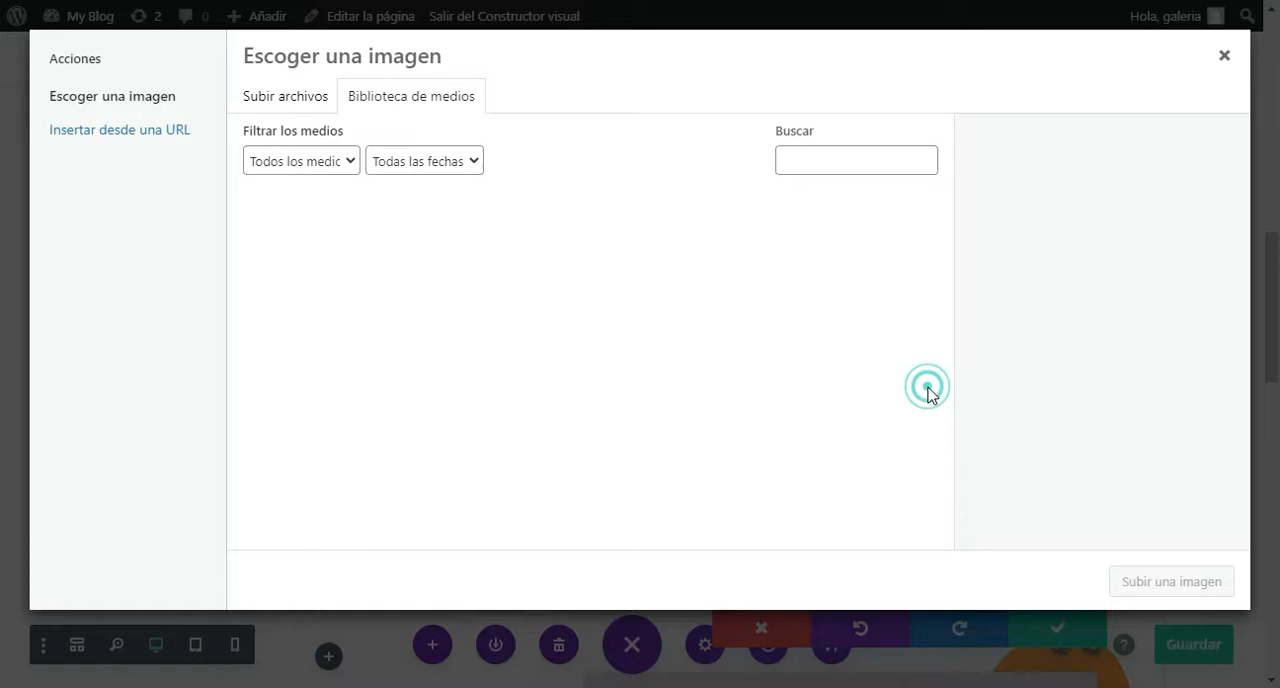 My Blog 2 0 Añadir Editar la página Salir del Constructor visual Hola, galeria
Acciones
Escoger una imagen
Insertar desde una URL
Escoger una imagen
Subir archivos Biblioteca de medios
Filtrar los medios Buscar
Todos los medic Todas las fechas
Subir una imagen
Guardar